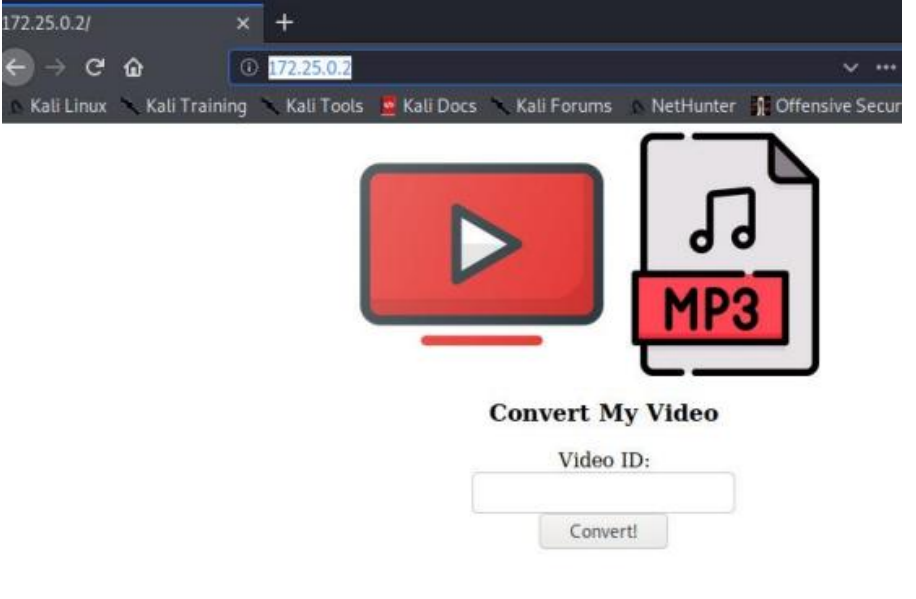 172.25.0.2/
172.25.0.2
Kali Linux Kali Training Kali Tools Kali Docs Kali Forums NetHunter Offensive Secur
MP3
Convert My Video
Video ID:
Convert!